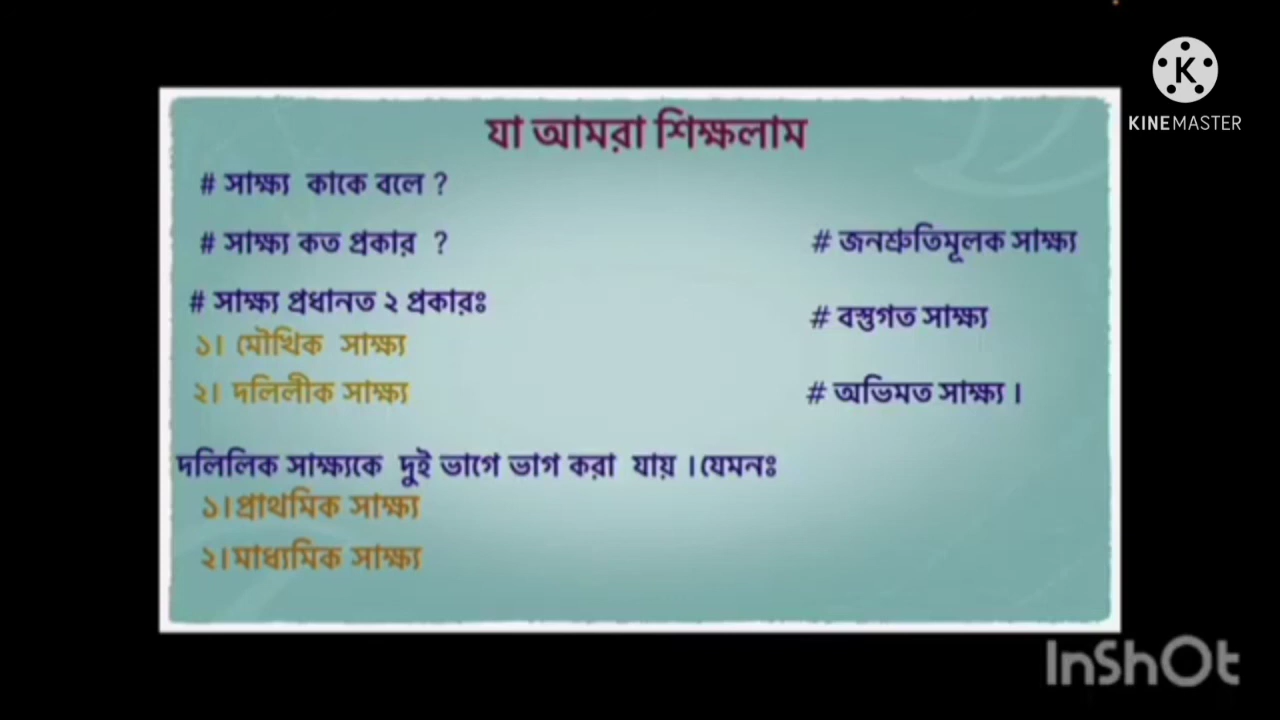 KINEMASTER
যা আমরা শিক্ষলাম
# সাক্ষ্য কাকে বলে ?
# সাক্ষ্য কত প্রকার ?
# সাক্ষ্য প্রধানত ২ প্রকারঃ
১। মৌখিক সাক্ষ্য
২। দলিলীক সাক্ষ্য
দলিলিক সাক্ষ্যকে দুই ভাগে ভাগ করা যায় ।যেমনঃ
১।প্রাথমিক সাক্ষ্য
২।মাধ্যমিক সাক্ষ্য
# জনশ্রুতিমূলক সাক্ষ্য
# বস্তুগত সাক্ষ্য
# অভিমত সাক্ষ্য ।
InShOt